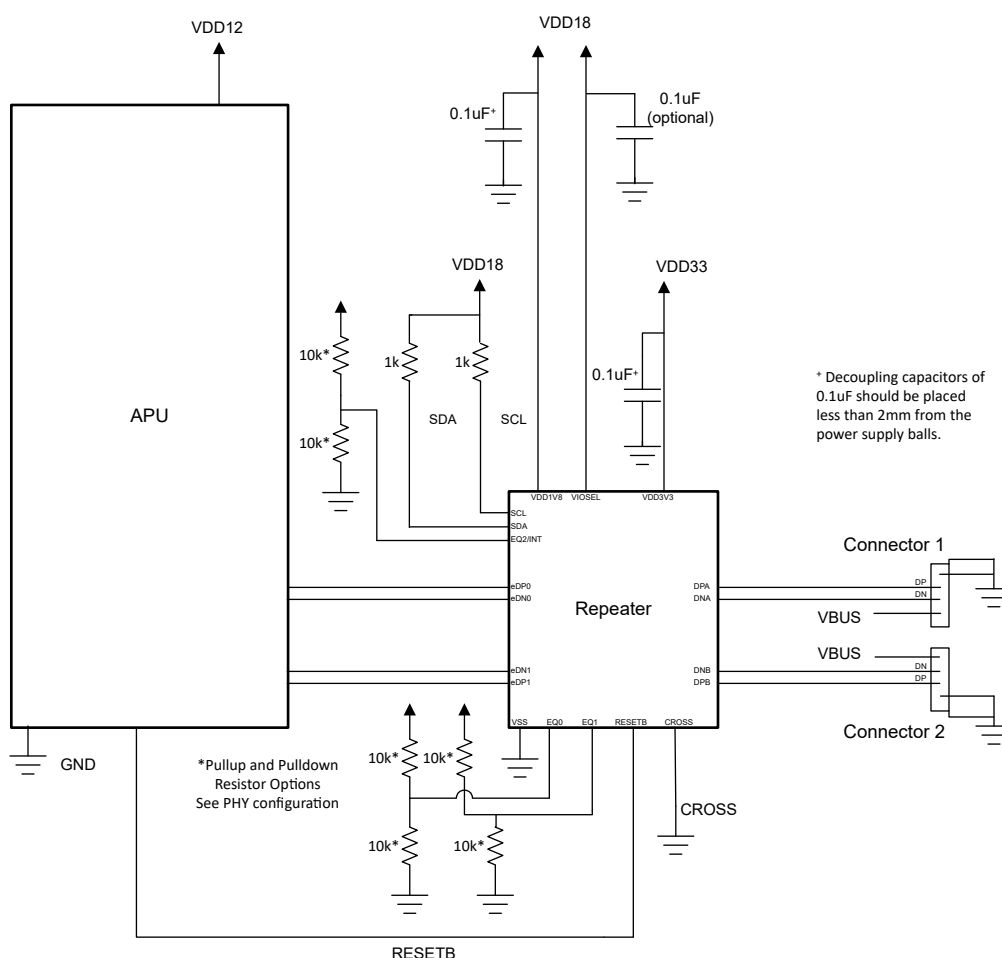 VDD12
VDD18
0.1uF+
0.1uF
(optional)
VDD18
VDD33
10k*
1k
1k
0.1uF+
+ Decoupling capacitors of
0.1uF should be placed
less than 2mm from the
power supply balls.
APU
SDA
SCL
10k*
VDD1V8
VIOSEL
VDD3V3
SCL
SDA
EQ2/INT
Connector 1
eDP0
eDN0
Repeater
DPA
DNA
DP
DN
VBUS
VBUS
eDN1
eDP1
DNB
DPB
DN
DP
Connector 2
VSS
EQ0
EQ1
RESETB
CROSS
GND
*Pullup and Pulldown
Resistor Options
See PHY configuration
10k*
10k*
CROSS
10k*
10k*
RESETB